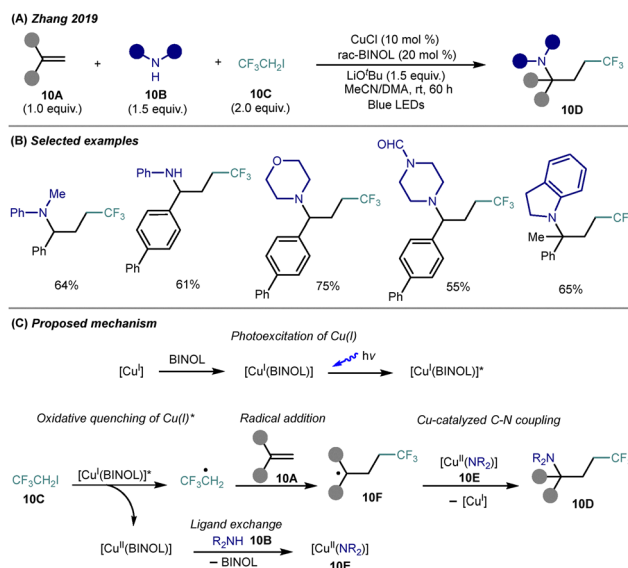 (A) Zhang 2019
CuCl (10 mol %)
rac-BINOL (20 mol %)
LiOᵗBu (1.5 equiv.)
MeCN/DMA, rt, 60 h
Blue LEDs
+
N
H
+
CF₃CH₂I
N
CF₃
10A
(1.0 equiv.)
10B
(1.5 equiv.)
10C
(2.0 equiv.)
10D
(B) Selected examples
Ph N Me
CF₃
Ph
64%
Ph NH
CF₃
Ph
61%
O
N
CF₃
Ph
75%
OHC
N
N
CF₃
Ph
55%
N
Me
Ph
CF
65%
(C) Proposed mechanism
Photoexcitation of Cu(I)
[Cuᴵ] BINOL [Cuᴵ(BINOL)] hν [Cuᴵ(BINOL)]*
Oxidative quenching of Cu(I)* Radical addition Cu-catalyzed C-N coupling
CF₃CH₂I
10C
[Cuᴵ(BINOL)]*
CF₃CH₂
10A
CF₃
10F
[Cuᴵᴵ(NR₂)]
10E
– [Cuᴵ]
R₂N
CF
10D
Ligand exchange
[Cuᴵᴵ(BINOL)] R₂NH 10B [Cuᴵᴵ(NR₂)]
– BINOL